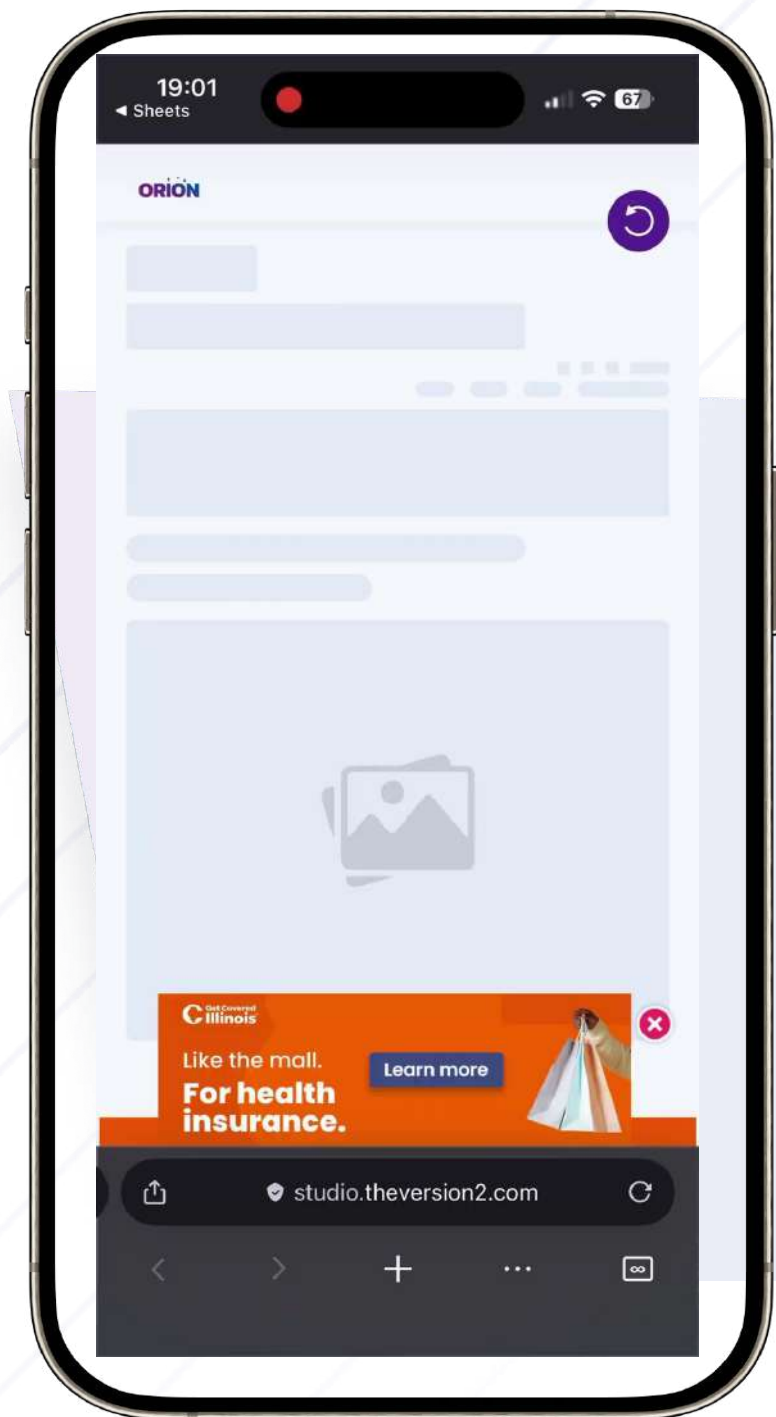 19:01
◄ Sheets
67
ORION
Get Covered
Illinois
Like the mall.
For health
insurance.
Learn more
studio.theversion2.com